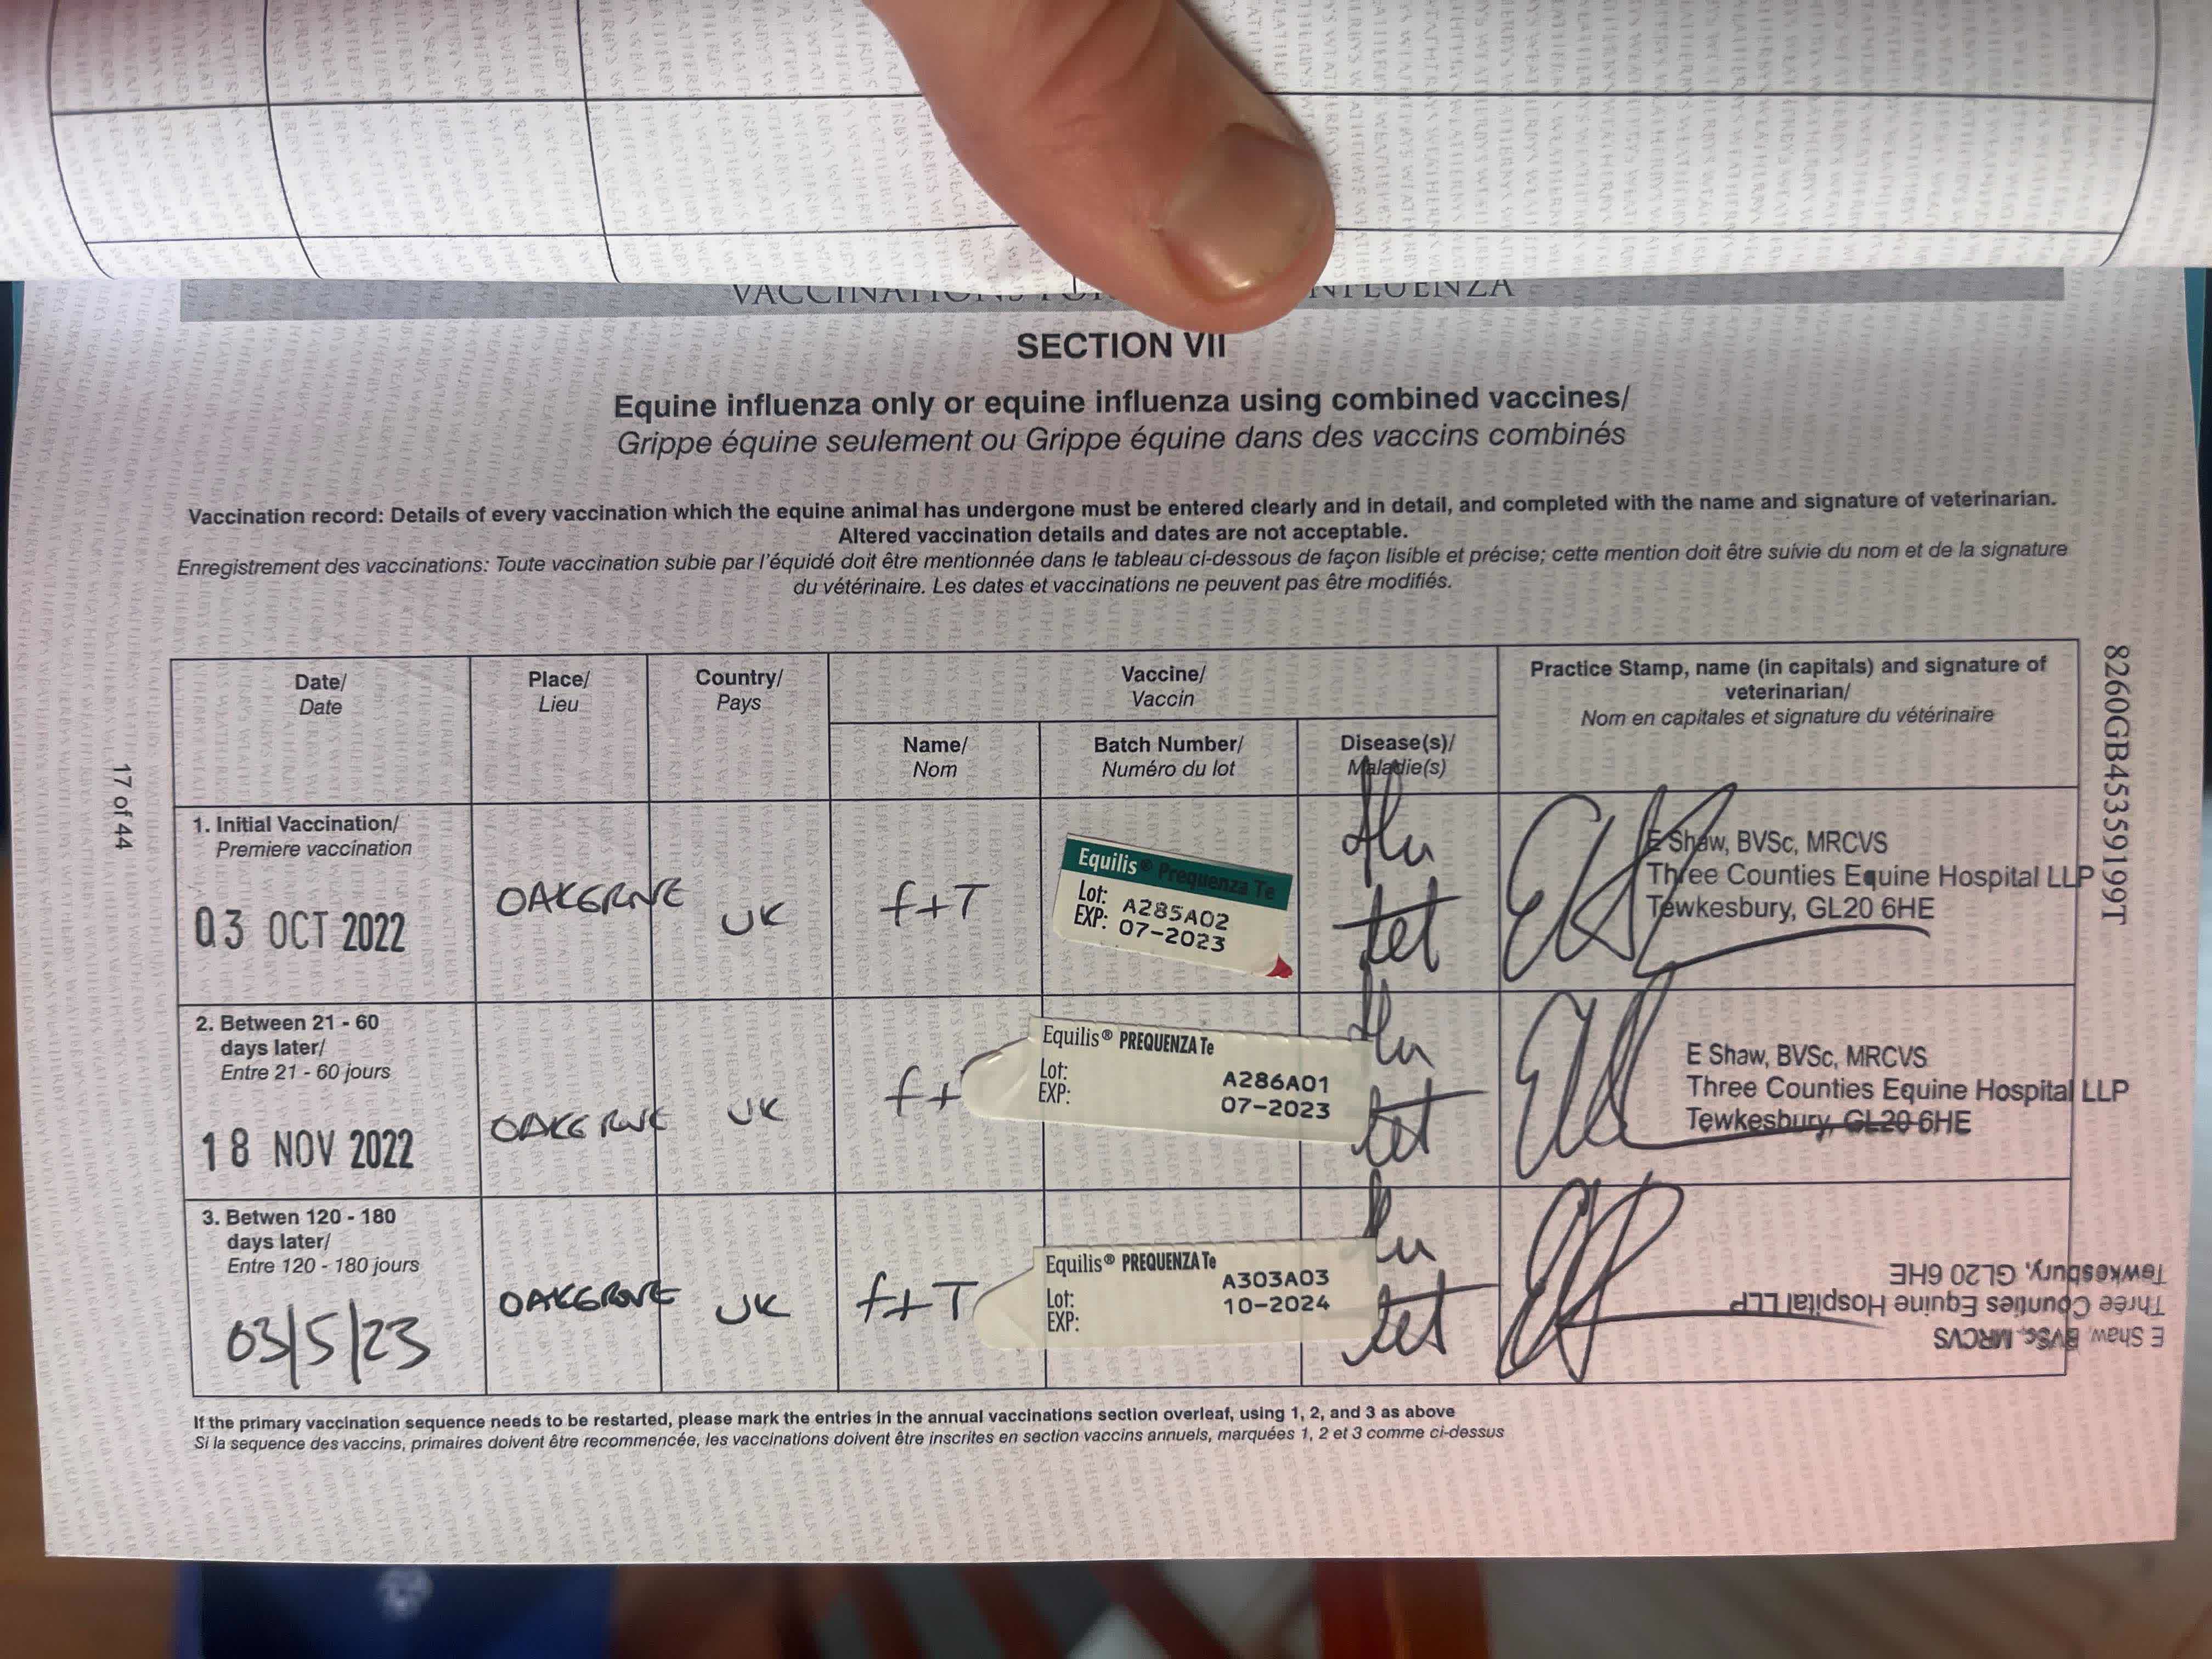 SECTION VII
Equine influenza only or equine influenza using combined vaccines/
Grippe équine seulement ou Grippe équine dans des vaccins combinés
Vaccination record: Details of every vaccination which the equine animal has undergone must be entered clearly and in detail, and completed with the name and signature of veterinarian.
Altered vaccination details and dates are not acceptable.
Enregistrement des vaccinations: Toute vaccination subie par l'équidé doit être mentionnée dans le tableau ci-dessous de façon lisible et précise; cette mention doit être suivie du nom et de la signature
du vétérinaire. Les dates et vaccinations ne peuvent pas être modifiés.
Date/
Date
Place/
Lieu
Country/
Pays
Vaccine/
Vaccin
Name/
Nom
Batch Number/
Numéro du lot
Disease(s)/
Maladie(s)
Practice Stamp, name (in capitals) and signature of
veterinarian/
Nom en capitales et signature du vétérinaire
1. Initial Vaccination/
Premiere vaccination
03 OCT 2022
UK
f+T
Equilis® Prequenza Te
Lot: A285A02
EXP: 07-2023
flu
tet
E Shaw, BVSc, MRCVS
Three Counties Equine Hospital LLP
Tewkesbury, GL20 6HE
2. Between 21 - 60
days later/
Entre 21 - 60 jours
18 NOV 2022
UK
f+
Equilis® PREQUENZA Te
Lot: A286A01
EXP: 07-2023
flu
tet
E Shaw, BVSc, MRCVS
Three Counties Equine Hospital LLP
Tewkesbury, GL20 6HE
3. Betwen 120 - 180
days later/
Entre 120 - 180 jours
03/5/23
OAKGROVE
UK
f+T
Equilis® PREQUENZA Te
A303A03
Lot: 10-2024
EXP:
flu
tet
E Shaw, BVSc, MRCVS
Three Counties Equine Hospital LLP
Tewkesbury, GL20 6HE
If the primary vaccination sequence needs to be restarted, please mark the entries in the annual vaccinations section overleaf, using 1, 2, and 3 as above
Si la sequence des vaccins, primaires doivent être recommencée, les vaccinations doivent être inscrites en section vaccins annuels, marquées 1, 2 et 3 comme ci-dessus
17 of 44
8260GB45359199T